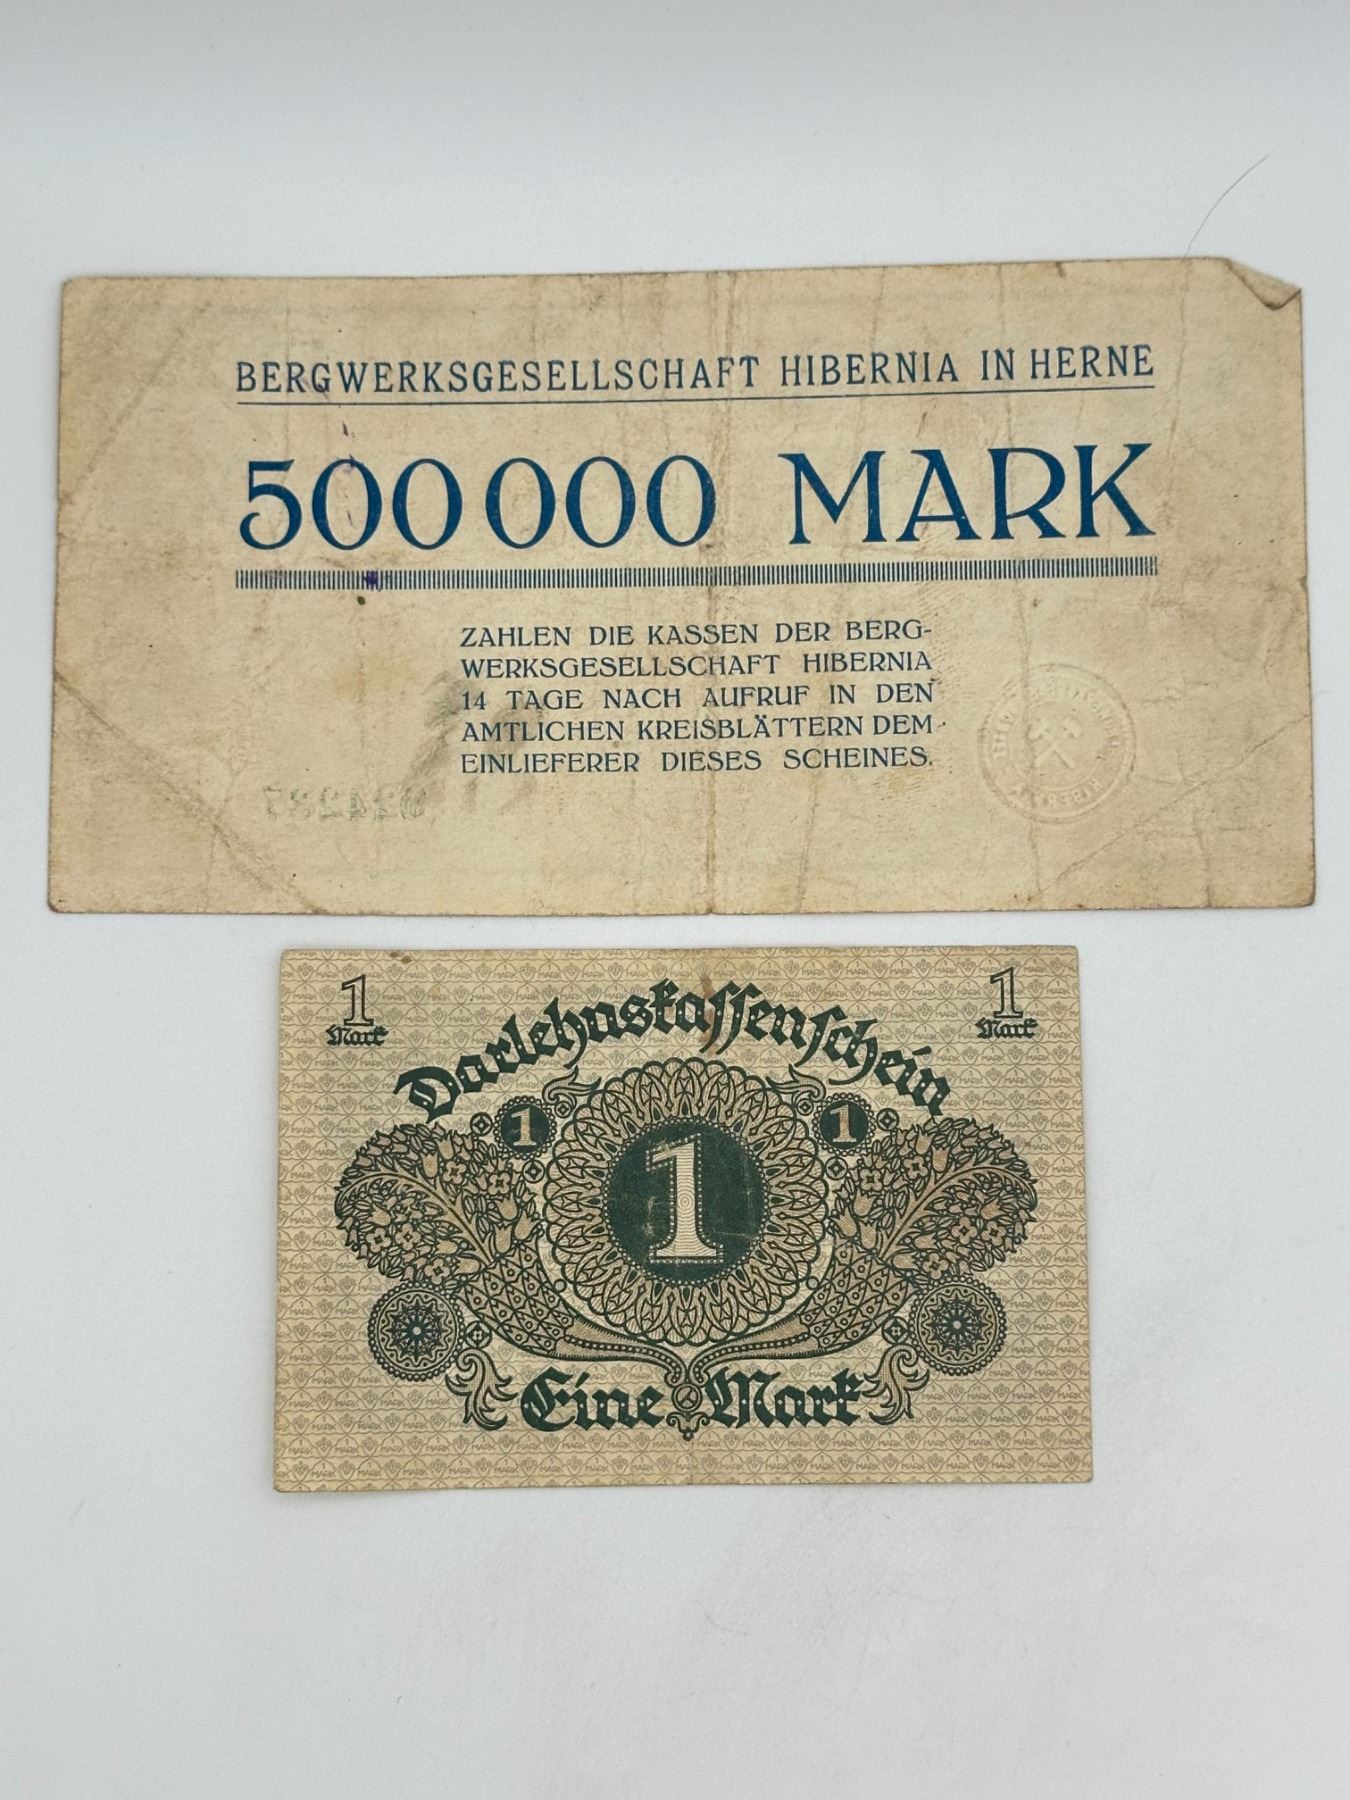 BERGWERKSGESELLSCHAFT HIBERNIA IN HERNE
500 000 MARK
ZAHLEN DIE KASSEN DER BERG-
WERKSGESELLSCHAFT HIBERNIA
14 TAGE NACH AUFRUF IN DEN
AMTLICHEN KREISBLÄTTERN DEM
EINLIEFERER DIESES SCHEINES.
1
Mark
1
Mark
Darlehnskassenschein
1
1
1
Eine Mark